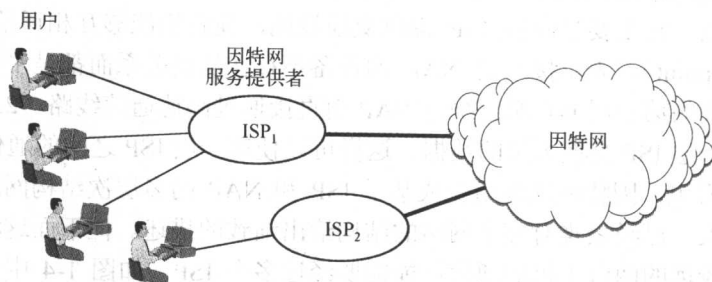 用户
因特网
服务提供者
ISP1
因特网
ISP2